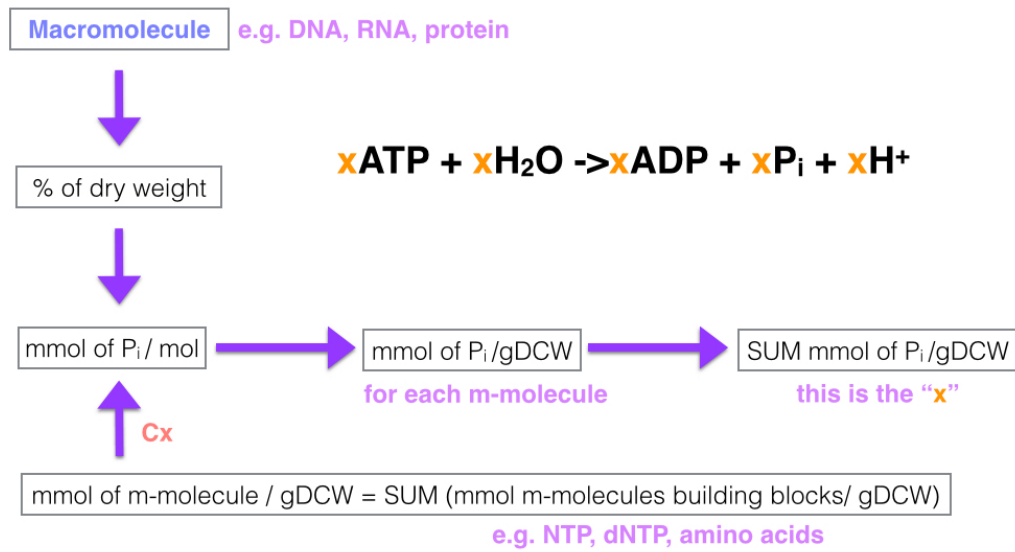 Macromolecule e.g. DNA, RNA, protein
xATP + xH₂O ->xADP + xPᵢ + xH⁺
% of dry weight
mmol of Pᵢ / mol
mmol of Pᵢ /gDCW
SUM mmol of Pᵢ /gDCW
for each m-molecule
this is the “x”
Cx
mmol of m-molecule / gDCW = SUM (mmol m-molecules building blocks/ gDCW)
e.g. NTP, dNTP, amino acids